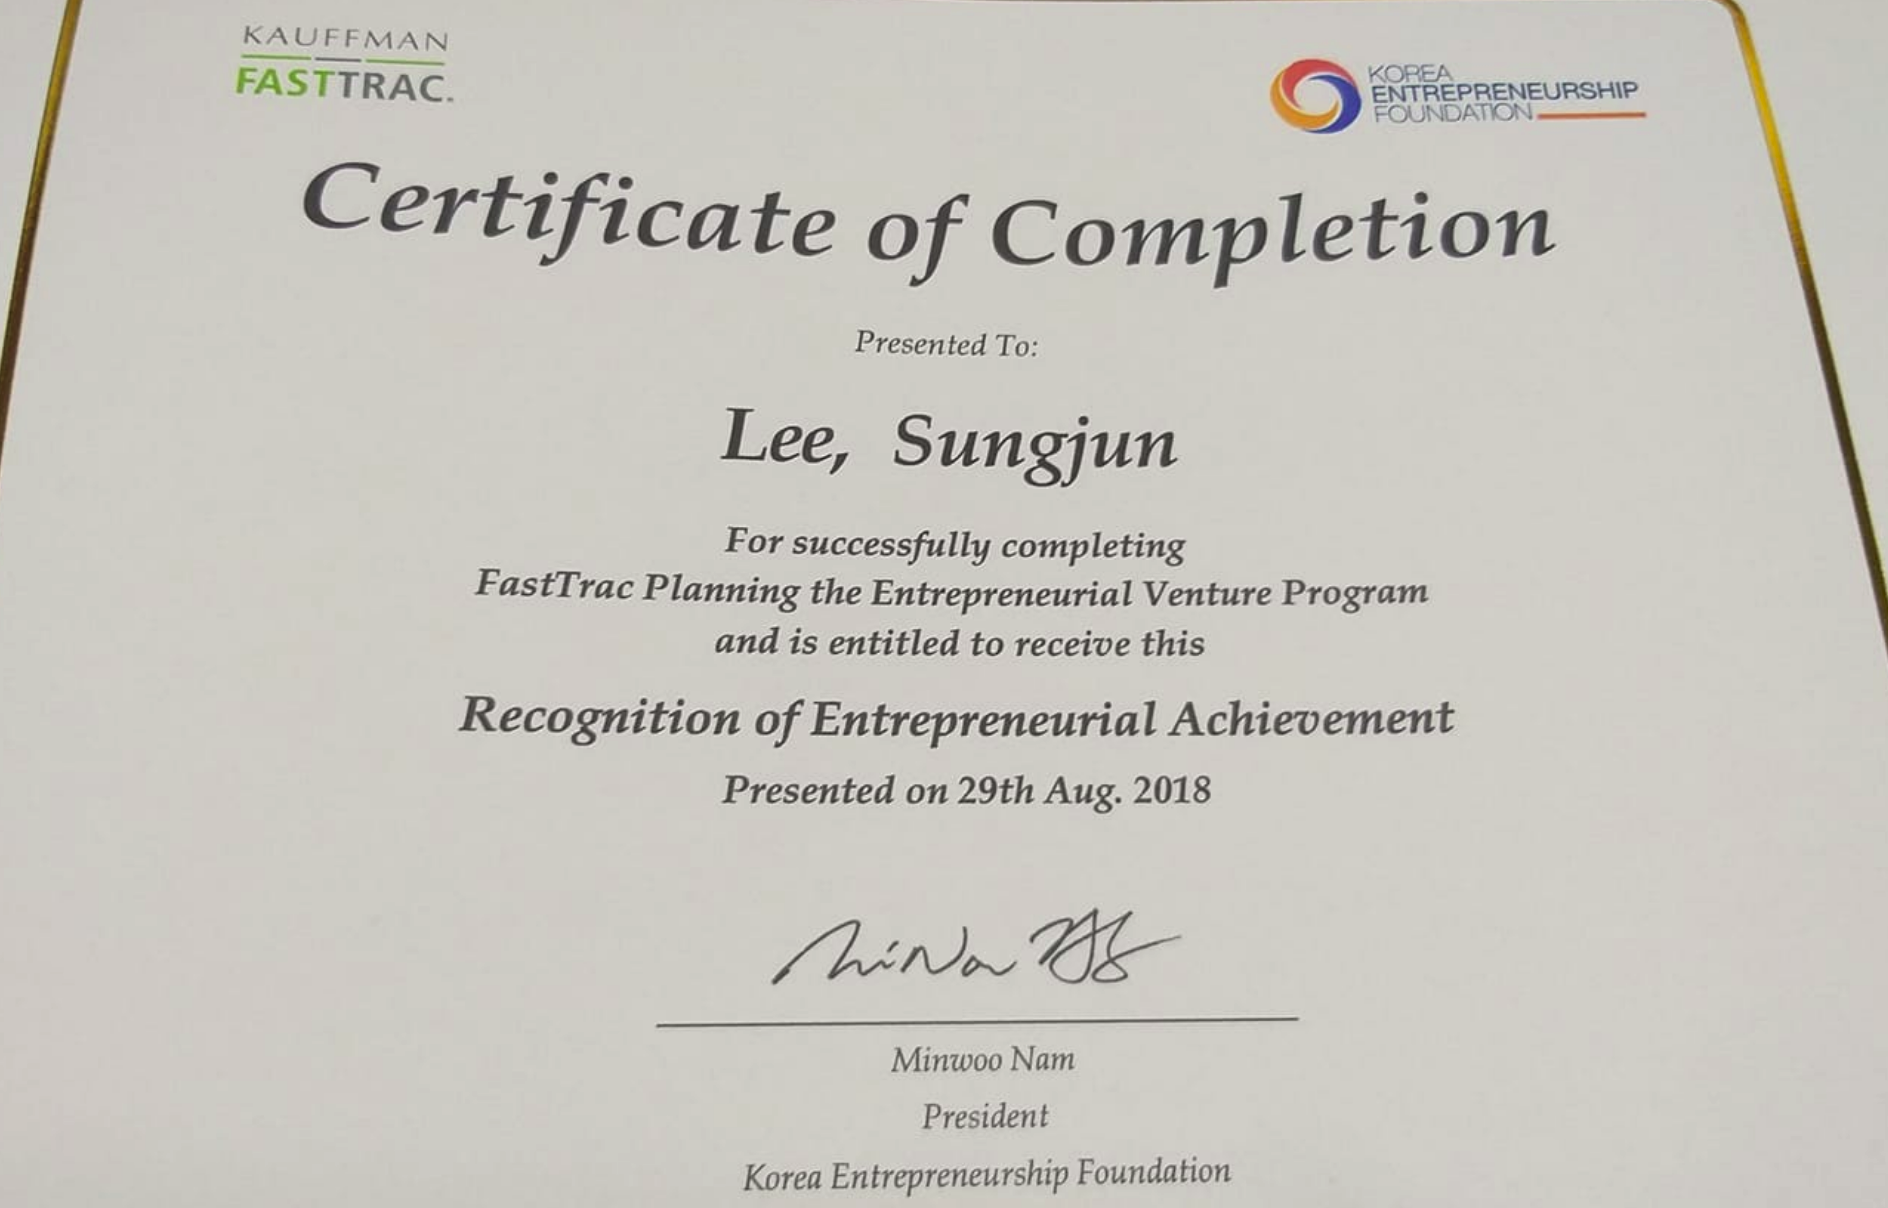 KAUFFMAN
FASTTRAC.
KOREA
ENTREPRENEURSHIP
FOUNDATION
Certificate of Completion
Presented To:
Lee, Sungjun
For successfully completing
FastTrac Planning the Entrepreneurial Venture Program
and is entitled to receive this
Recognition of Entrepreneurial Achievement
Presented on 29th Aug. 2018
Minwoo Nam
President
Korea Entrepreneurship Foundation